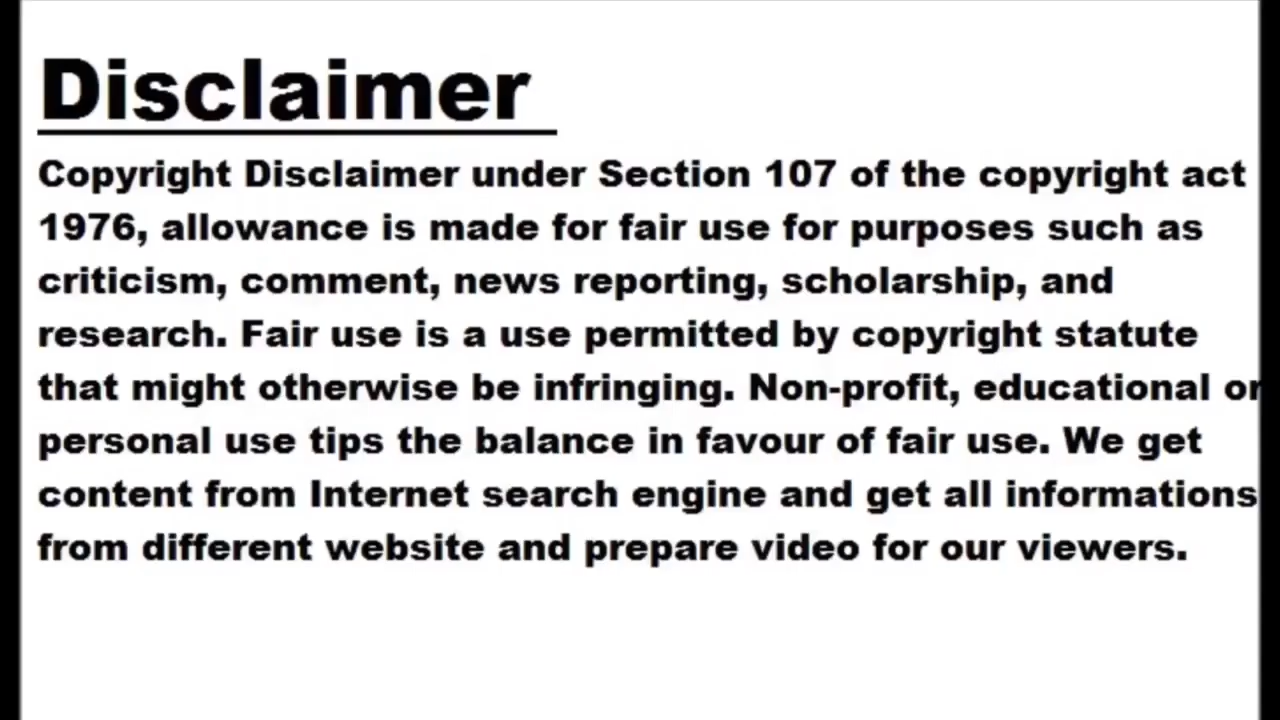 Disclaimer
Copyright Disclaimer under Section 107 of the copyright act
1976, allowance is made for fair use for purposes such as
criticism, comment, news reporting, scholarship, and
research. Fair use is a use permitted by copyright statute
that might otherwise be infringing. Non-profit, educational or
personal use tips the balance in favour of fair use. We get
content from Internet search engine and get all informations
from different website and prepare video for our viewers.